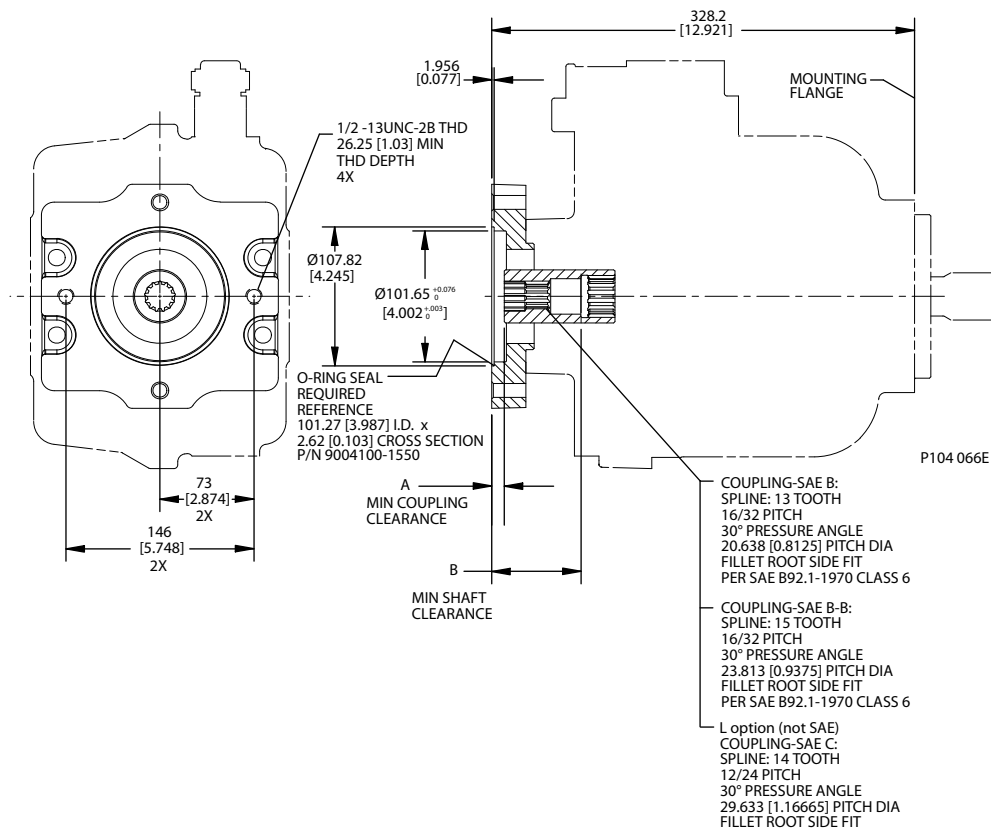 328.2
[12.921]
1.956
[0.077]
MOUNTING
FLANGE
1/2 -13UNC-2B THD
26.25 [1.03] MIN
THD DEPTH
4X
Ø107.82
[4.245]
Ø101.65 +0.076 0
[4.002 +.003 0]
O-RING SEAL
REQUIRED
REFERENCE
101.27 [3.987] I.D. x
2.62 [0.103] CROSS SECTION
P/N 9004100-1550
P104 066E
73
[2.874]
2X
146
[5.748]
2X
A
MIN COUPLING
CLEARANCE
B
MIN SHAFT
CLEARANCE
COUPLING-SAE B:
SPLINE: 13 TOOTH
16/32 PITCH
30° PRESSURE ANGLE
20.638 [0.8125] PITCH DIA
FILLET ROOT SIDE FIT
PER SAE B92.1-1970 CLASS 6
COUPLING-SAE B-B:
SPLINE: 15 TOOTH
16/32 PITCH
30° PRESSURE ANGLE
23.813 [0.9375] PITCH DIA
FILLET ROOT SIDE FIT
PER SAE B92.1-1970 CLASS 6
L option (not SAE)
COUPLING-SAE C:
SPLINE: 14 TOOTH
12/24 PITCH
30° PRESSURE ANGLE
29.633 [1.16665] PITCH DIA
FILLET ROOT SIDE FIT